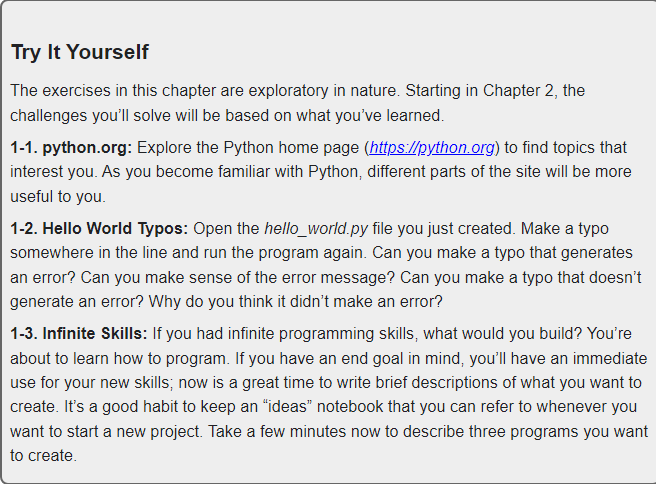 Try It Yourself
The exercises in this chapter are exploratory in nature. Starting in Chapter 2, the
challenges you’ll solve will be based on what you’ve learned.
1-1. python.org: Explore the Python home page (https://python.org) to find topics that
interest you. As you become familiar with Python, different parts of the site will be more
useful to you.
1-2. Hello World Typos: Open the hello_world.py file you just created. Make a typo
somewhere in the line and run the program again. Can you make a typo that generates
an error? Can you make sense of the error message? Can you make a typo that doesn’t
generate an error? Why do you think it didn’t make an error?
1-3. Infinite Skills: If you had infinite programming skills, what would you build? You’re
about to learn how to program. If you have an end goal in mind, you’ll have an immediate
use for your new skills; now is a great time to write brief descriptions of what you want to
create. It’s a good habit to keep an “ideas” notebook that you can refer to whenever you
want to start a new project. Take a few minutes now to describe three programs you want
to create.